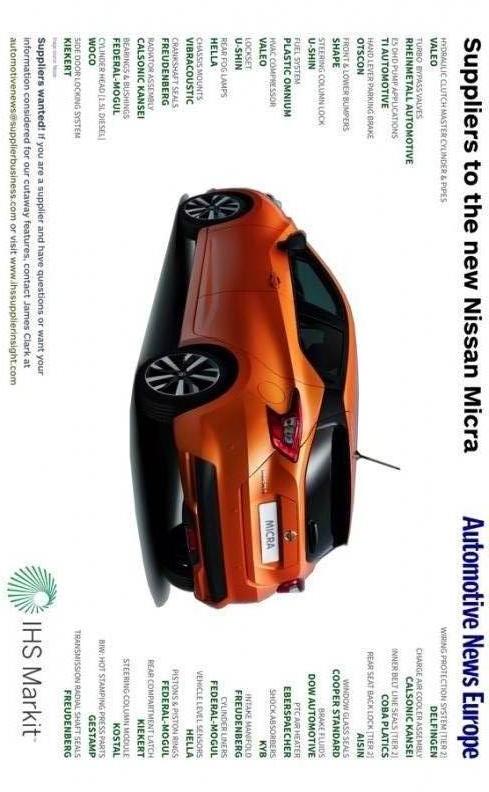 Suppliers to the new Nissan Micra
Automotive News Europe
HYDRAULIC CLUTCH MASTER CYLINDER & PIPES
VALEO
TURBO BYPASS VALVES
RHEINMETALL AUTOMOTIVE
E5 DHD PUMP APPLICATIONS
TI AUTOMOTIVE
HAND LEVER PARKING BRAKE
OTSCON
FRONT & LOWER BUMPERS
SHAPE
STEERING COLUMN LOCK
U-SHIN
FUEL SYSTEM
PLASTIC OMNIUM
HVAC COMPRESSOR
VALEO
LOCKSET
U-SHIN
REAR FOG LAMPS
HELLA
CHASSIS MOUNTS
VIBRACOUSTIC
CRANKSHAFT SEALS
FREUDENBERG
RADIATOR ASSEMBLY
CALSONIC KANSEI
BEARINGS & BUSHINGS
FEDERAL-MOGUL
CYLINDER HEAD [1.5L DIESEL]
WOCO
SIDE DOOR LOCKING SYSTEM
KIEKERT
MICRA
WIRING PROTECTION SYSTEM [TIER 2]
DELFINGEN
CHARGE AIR COOLER ASSEMBLY
CALSONIC KANSEI
INNER BELT LINE SEALS [TIER 2]
COBA PLATICS
REAR SEAT BACK LOCK [TIER 2]
AISIN
WINDOW GLASS SEALS
COOPER STANDARD
BRAKE FLUIDS
DOW AUTOMOTIVE
PTC AIR HEATER
EBERSPAECHER
SHOCK ABSORBERS
KYB
INTAKE MANIFOLD
FREUDENBERG
CYLINDER LINERS
FEDERAL-MOGUL
VEHICLE LEVEL SENSORS
HELLA
PISTONS & PISTON RINGS
FEDERAL-MOGUL
REAR COMPARTMENT LATCH
KIEKERT
STEERING COLUMN MODULE
KOSTAL
BIW: HOT STAMPING PRESS PARTS
GESTAMP
TRANSMISSION RADIAL SHAFT SEALS
FREUDENBERG
Suppliers wanted! If you are a supplier and have questions or want your
information considered for our cutaway features, contact James Clark at
automotivenews@supplierbusiness.com or visit www.ihssupplierinsight.com
IHS Markit